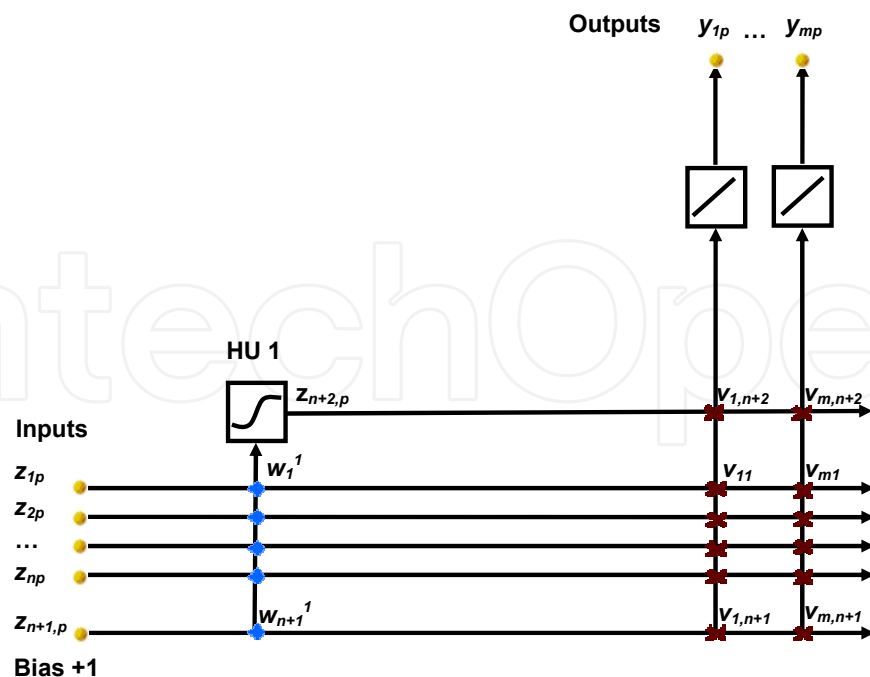 Outputs y₁ₚ … yₘₚ
HU 1
zₙ₊₂,ₚ
v₁,ₙ₊₂ vₘ,ₙ₊₂
Inputs
z₁ₚ w₁¹ v₁₁ vₘ₁
z₂ₚ
…
zₙₚ
zₙ₊₁,ₚ wₙ₊₁¹ v₁,ₙ₊₁ vₘ,ₙ₊₁
Bias +1
ntechOpe